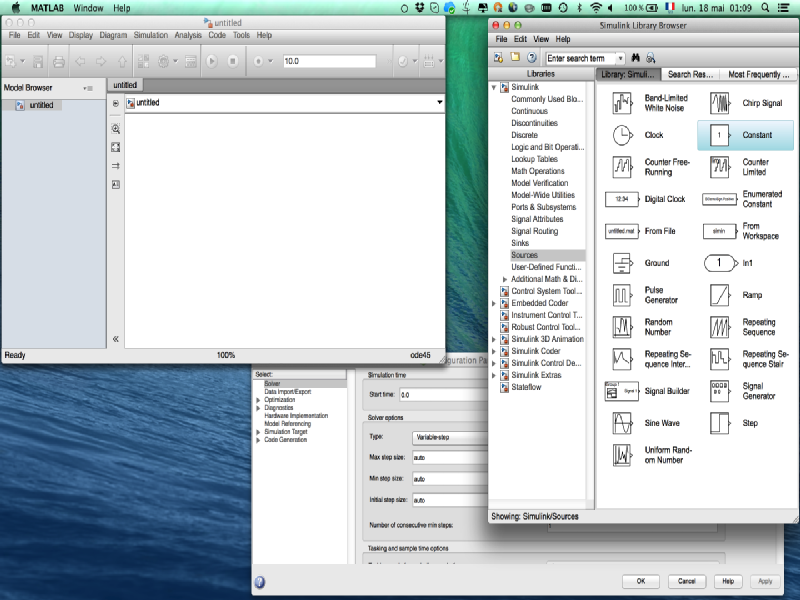 MATLAB Window Help
100 % lun. 18 mai 01:09
untitled
File Edit View Display Diagram Simulation Analysis Code Tools Help
10.0
Model Browser
untitled
untitled
untitled
Ready 100% ode45
Simulink Library Browser
File Edit View Help
Enter search term
Libraries
Library: Simuli... Search Res... Most Frequently ...
Simulink
Commonly Used Blo...
Continuous
Discontinuities
Discrete
Logic and Bit Operati...
Lookup Tables
Math Operations
Model Verification
Model-Wide Utilities
Ports & Subsystems
Signal Attributes
Signal Routing
Sinks
Sources
User-Defined Functi...
Additional Math & Di...
Control System Tool...
Embedded Coder
Instrument Control T...
Robust Control Tool...
Simulink 3D Animation
Simulink Coder
Simulink Control De...
Simulink Extras
Stateflow
Band-Limited
White Noise
Chirp Signal
Clock
1
Constant
Counter Free-
Running
Counter
Limited
12:34
Digital Clock
Enumerated
Constant
untitled.mat
From File
simin
From
Workspace
Ground
1
In1
Pulse
Generator
Ramp
Random
Number
Repeating
Sequence
Repeating Se-
quence Inter...
Repeating Se-
quence Stair
Signal 1
Signal Builder
Signal
Generator
Sine Wave
Step
Uniform Rand-
om Number
Showing: Simulink/Sources
Select:
Solver
Data Import/Export
Optimization
Diagnostics
Hardware Implementation
Model Referencing
Simulation Target
Code Generation
Simulation time
Start time: 0.0
Solver options
Type: Variable-step
Max step size: auto
Min step size: auto
Initial step size: auto
Number of consecutive min steps:
Tasking and sample time options
OK Cancel Help Apply